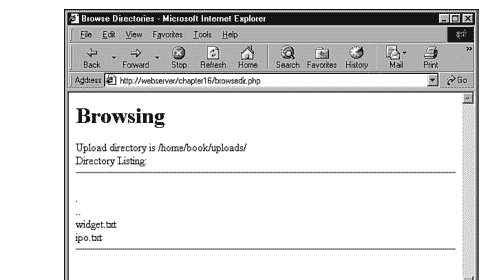 Browse Directories - Microsoft Internet Explorer
File Edit View Favorites Tools Help
Back Forward Stop Refresh Home Search Favorites History Mail Print
Address http://webserver/chapter16/browsedir.php Go
Browsing
Upload directory is /home/book/uploads/
Directory Listing:
.
..
widget.txt
ipo.txt